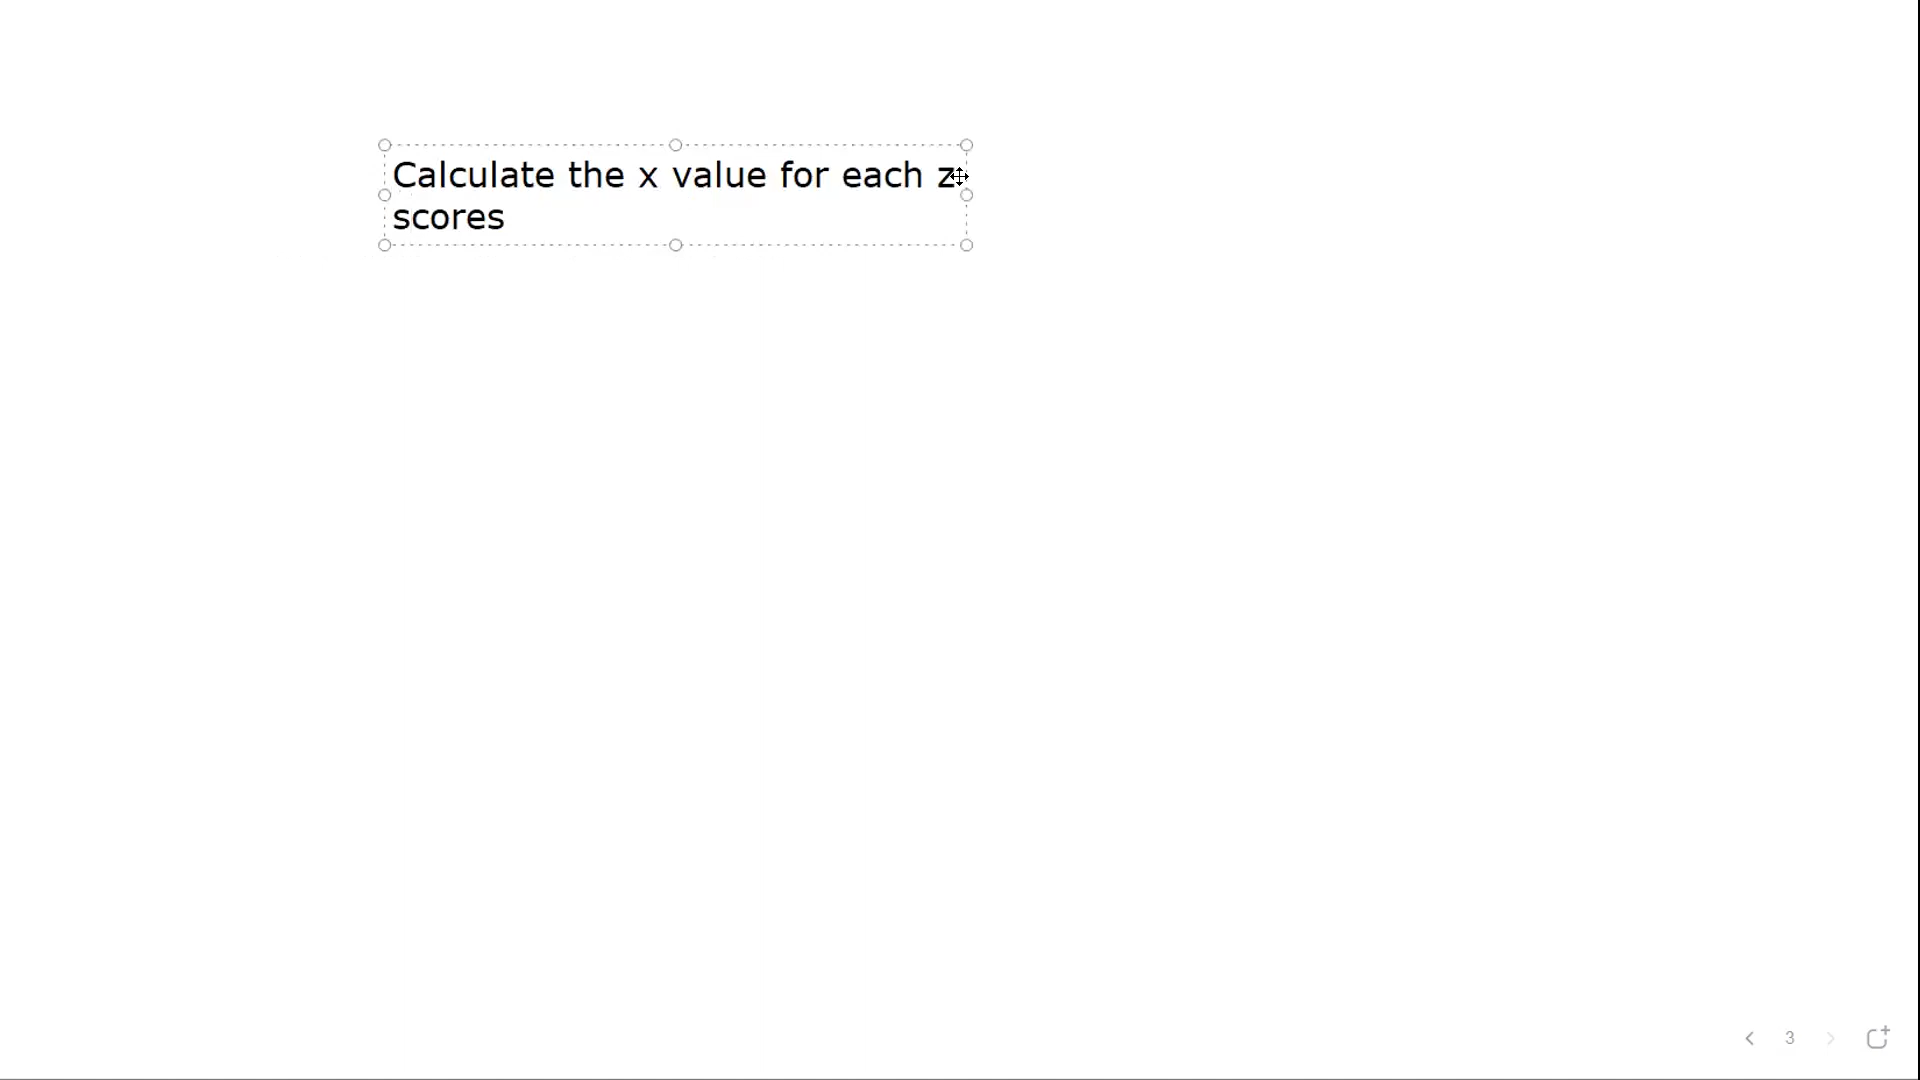 Calculate the x value for each z
scores
3